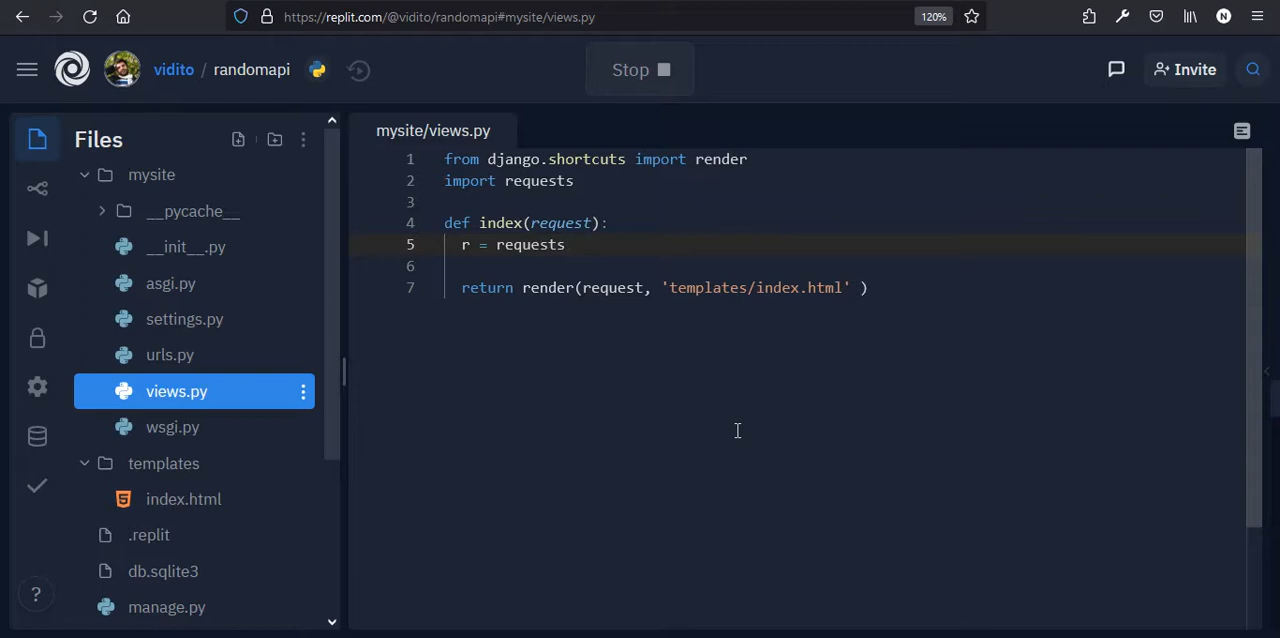 https://replit.com/@vidito/randomapi#mysite/views.py
120%
N
vidito / randomapi
Stop
Invite
Files
mysite/views.py
mysite
__pycache__
__init__.py
asgi.py
settings.py
urls.py
views.py
wsgi.py
templates
index.html
.replit
db.sqlite3
manage.py
?
1 from django.shortcuts import render
2 import requests
3
4 def index(request):
5 r = requests
6
7 return render(request, 'templates/index.html' )